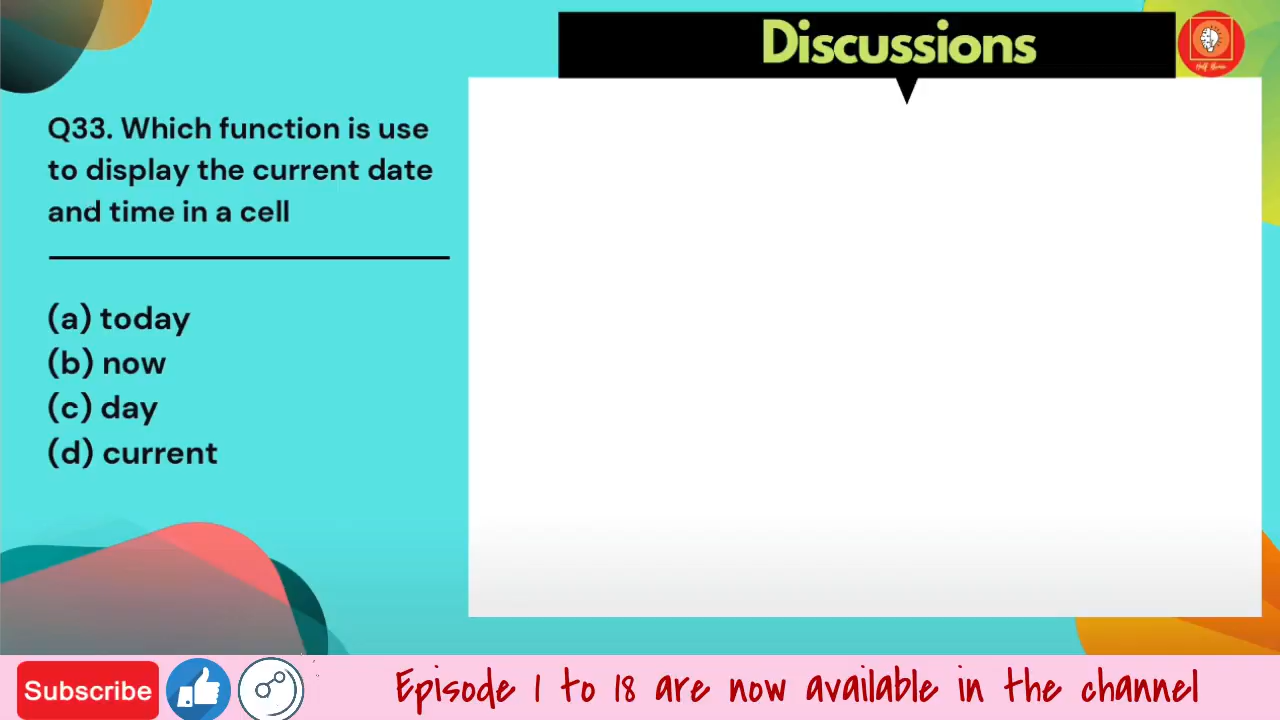 Discussions
Q33. Which function is use
to display the current date
and time in a cell
(a) today
(b) now
(c) day
(d) current
Subscribe
Episode 1 to 18 are now available in the channel